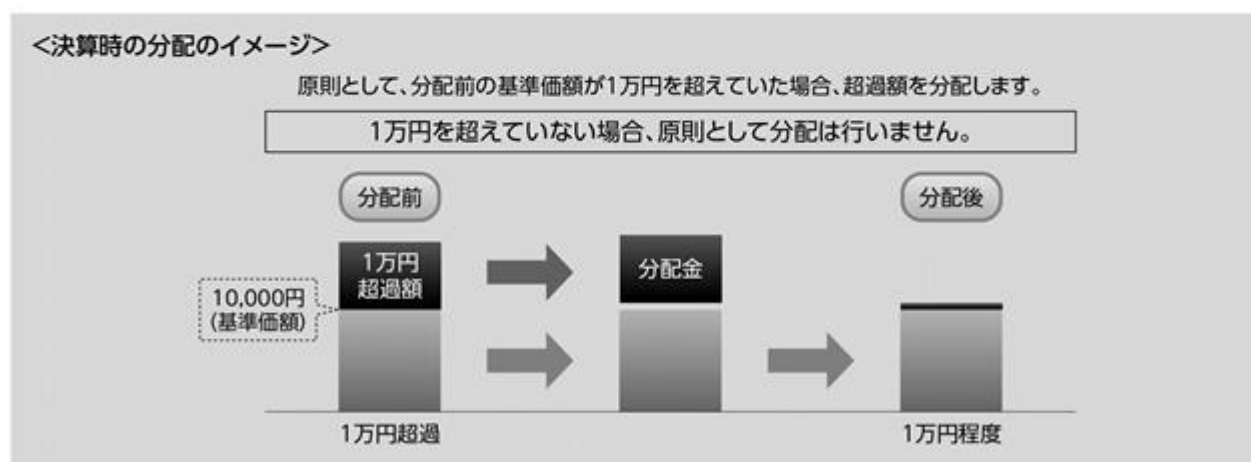 <決算時の分配のイメージ>
原則として、分配前の基準価額が1万円を超えていた場合、超過額を分配します。
1万円を超えていない場合、原則として分配は行いません。
分配前
分配後
1万円
超過額
分配金
10,000円
(基準価額)
1万円超過
1万円程度